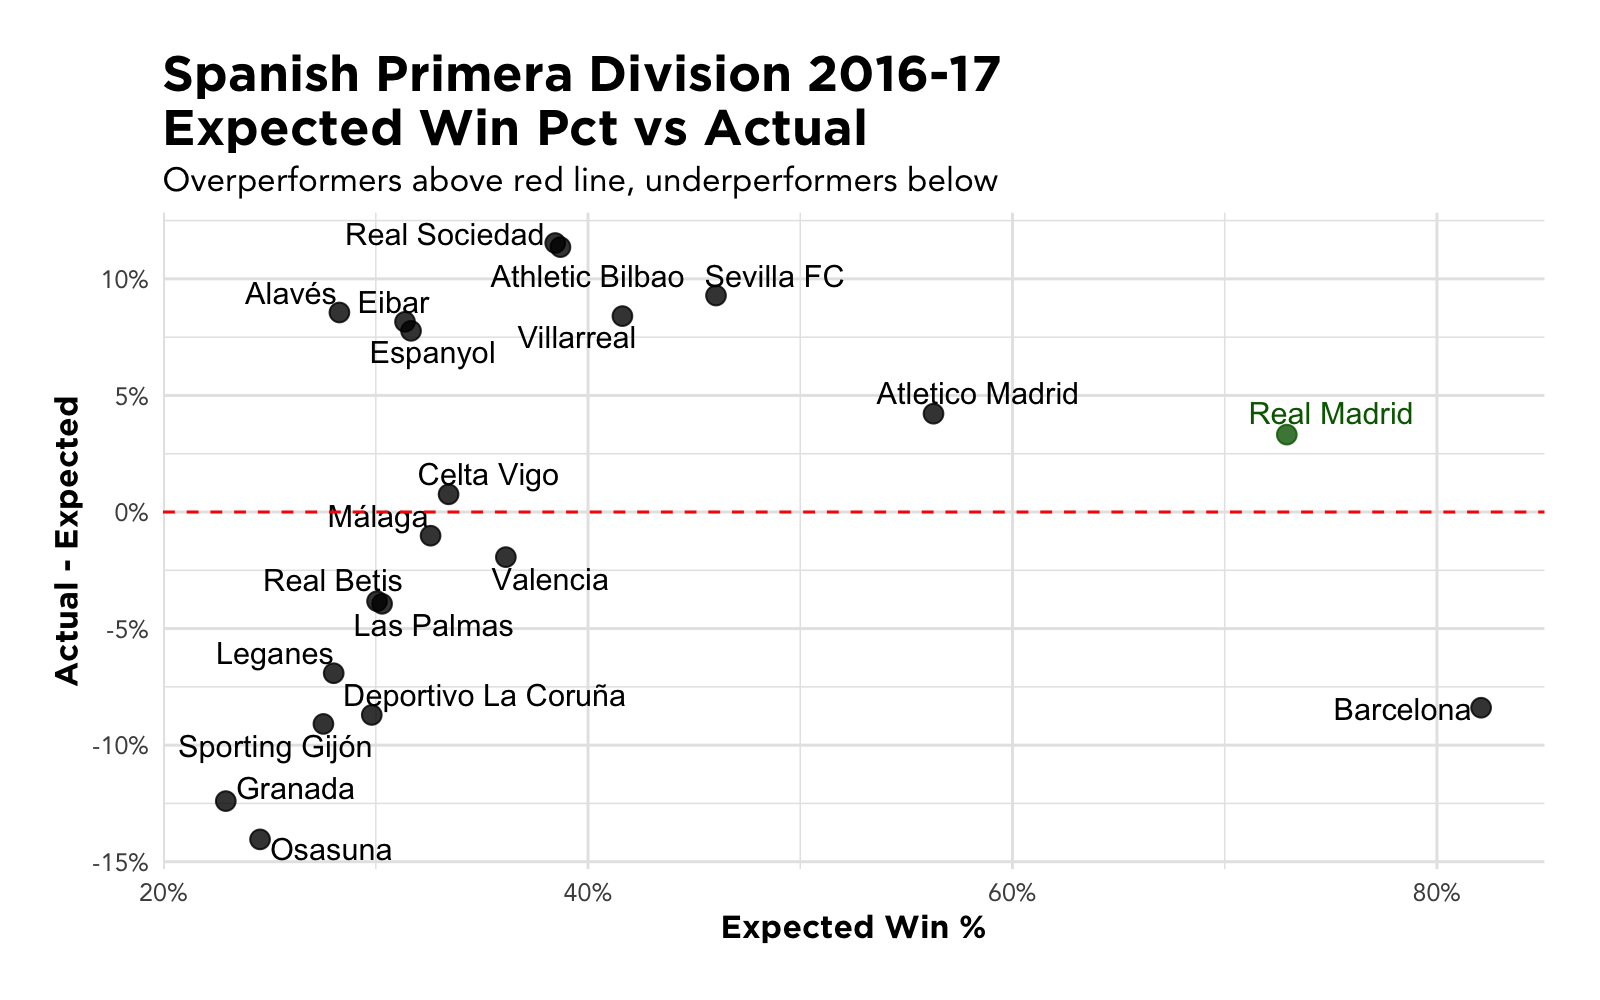 Spanish Primera Division 2016-17
Expected Win Pct vs Actual
Overperformers above red line, underperformers below
Real Sociedad
Athletic Bilbao
Sevilla FC
Alavés
Eibar
Villarreal
Espanyol
Atletico Madrid
Real Madrid
Celta Vigo
Málaga
Valencia
Real Betis
Las Palmas
Leganes
Deportivo La Coruña
Barcelona
Sporting Gijón
Granada
Osasuna
10%
5%
0%
-5%
-10%
-15%
Actual - Expected
20%
40%
60%
80%
Expected Win %